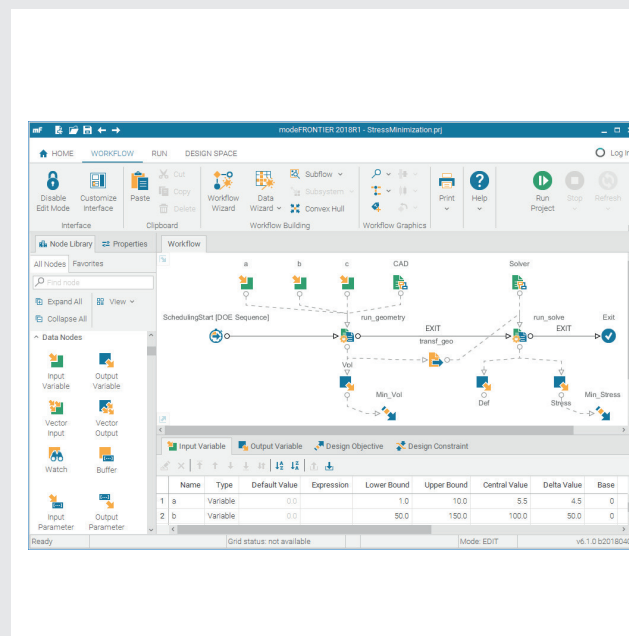 mF modeFRONTIER 2018R1 - StressMinimization.prj
HOME WORKFLOW RUN DESIGN SPACE Log In
Disable Edit Mode
Customize Interface
Interface
Paste
Cut
Copy
Delete
Clipboard
Workflow Wizard
Data Wizard
Subflow
Subsystem
Convex Hull
Workflow Building
Workflow Graphics
Print
Help
Run Project
Stop
Refresh
Node Library Properties
All Nodes Favorites
Find node
Expand All View
Collapse All
Data Nodes
Input Variable
Output Variable
Vector Input
Vector Output
Watch
Buffer
Input Parameter
Output Parameter
Workflow
a b c CAD Solver
SchedulingStart [DOE Sequence] run_geometry run_solve Exit
EXIT EXIT
transf_geo
Vol
Min_Vol Def Stress Min_Stress
Input Variable Output Variable Design Objective Design Constraint
Name Type Default Value Expression Lower Bound Upper Bound Central Value Delta Value Base
1 a Variable 0.0 1.0 10.0 5.5 4.5 0
2 b Variable 0.0 50.0 150.0 100.0 50.0 0
Ready Grid status: not available Mode: EDIT v6.1.0 b2018040